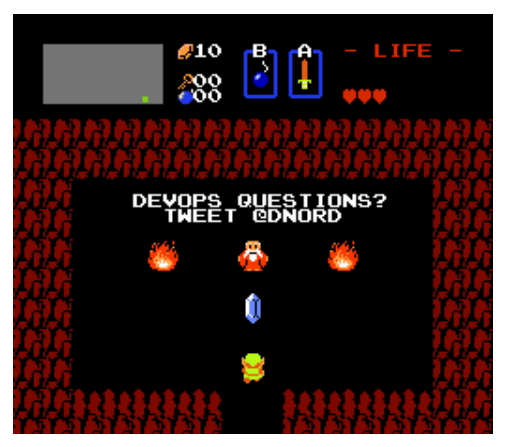 10
B
A
- LIFE -
00
00
DEVOPS QUESTIONS?
TWEET @DNORD